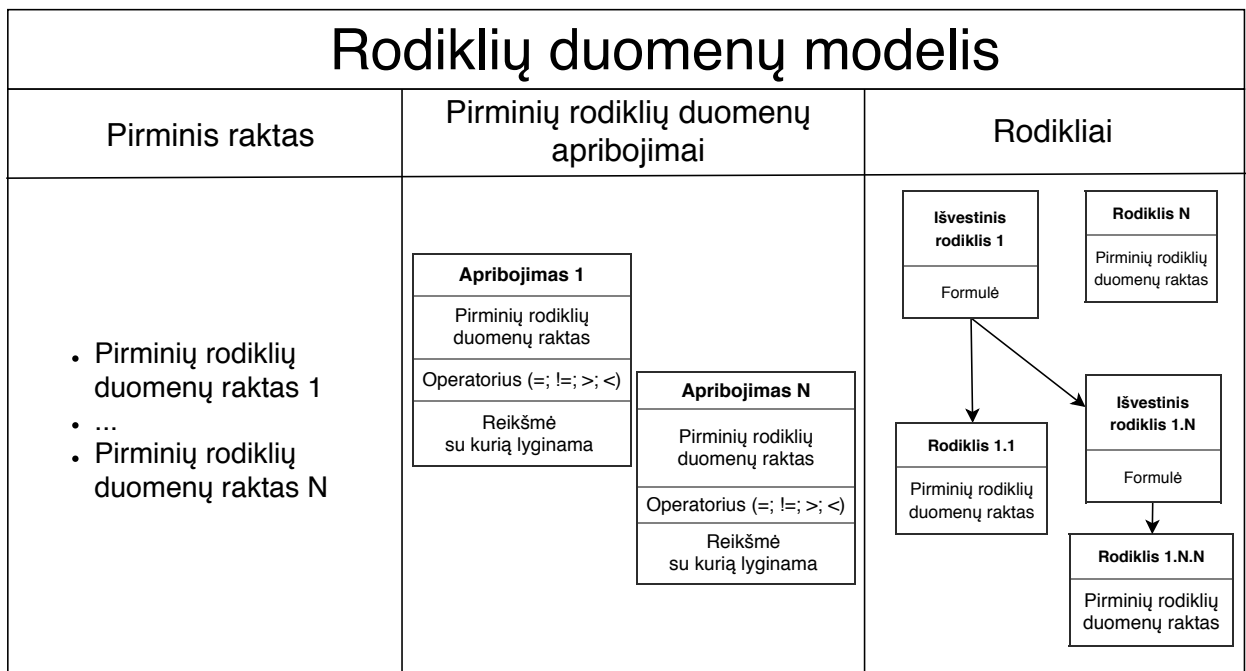 Rodiklių duomenų modelis
Pirminis raktas
Pirminių rodiklių duomenų
apribojimai
Rodikliai
• Pirminių rodiklių
duomenų raktas 1
• ...
• Pirminių rodiklių
duomenų raktas N
Apribojimas 1
Pirminių rodiklių
duomenų raktas
Operatorius (=; !=; >; <)
Reikšmė
su kurią lyginama
Apribojimas N
Pirminių rodiklių
duomenų raktas
Operatorius (=; !=; >; <)
Reikšmė
su kurią lyginama
Išvestinis
rodiklis 1
Formulė
Rodiklis N
Pirminių rodiklių
duomenų raktas
Rodiklis 1.1
Pirminių rodiklių
duomenų raktas
Išvestinis
rodiklis 1.N
Formulė
Rodiklis 1.N.N
Pirminių rodiklių
duomenų raktas